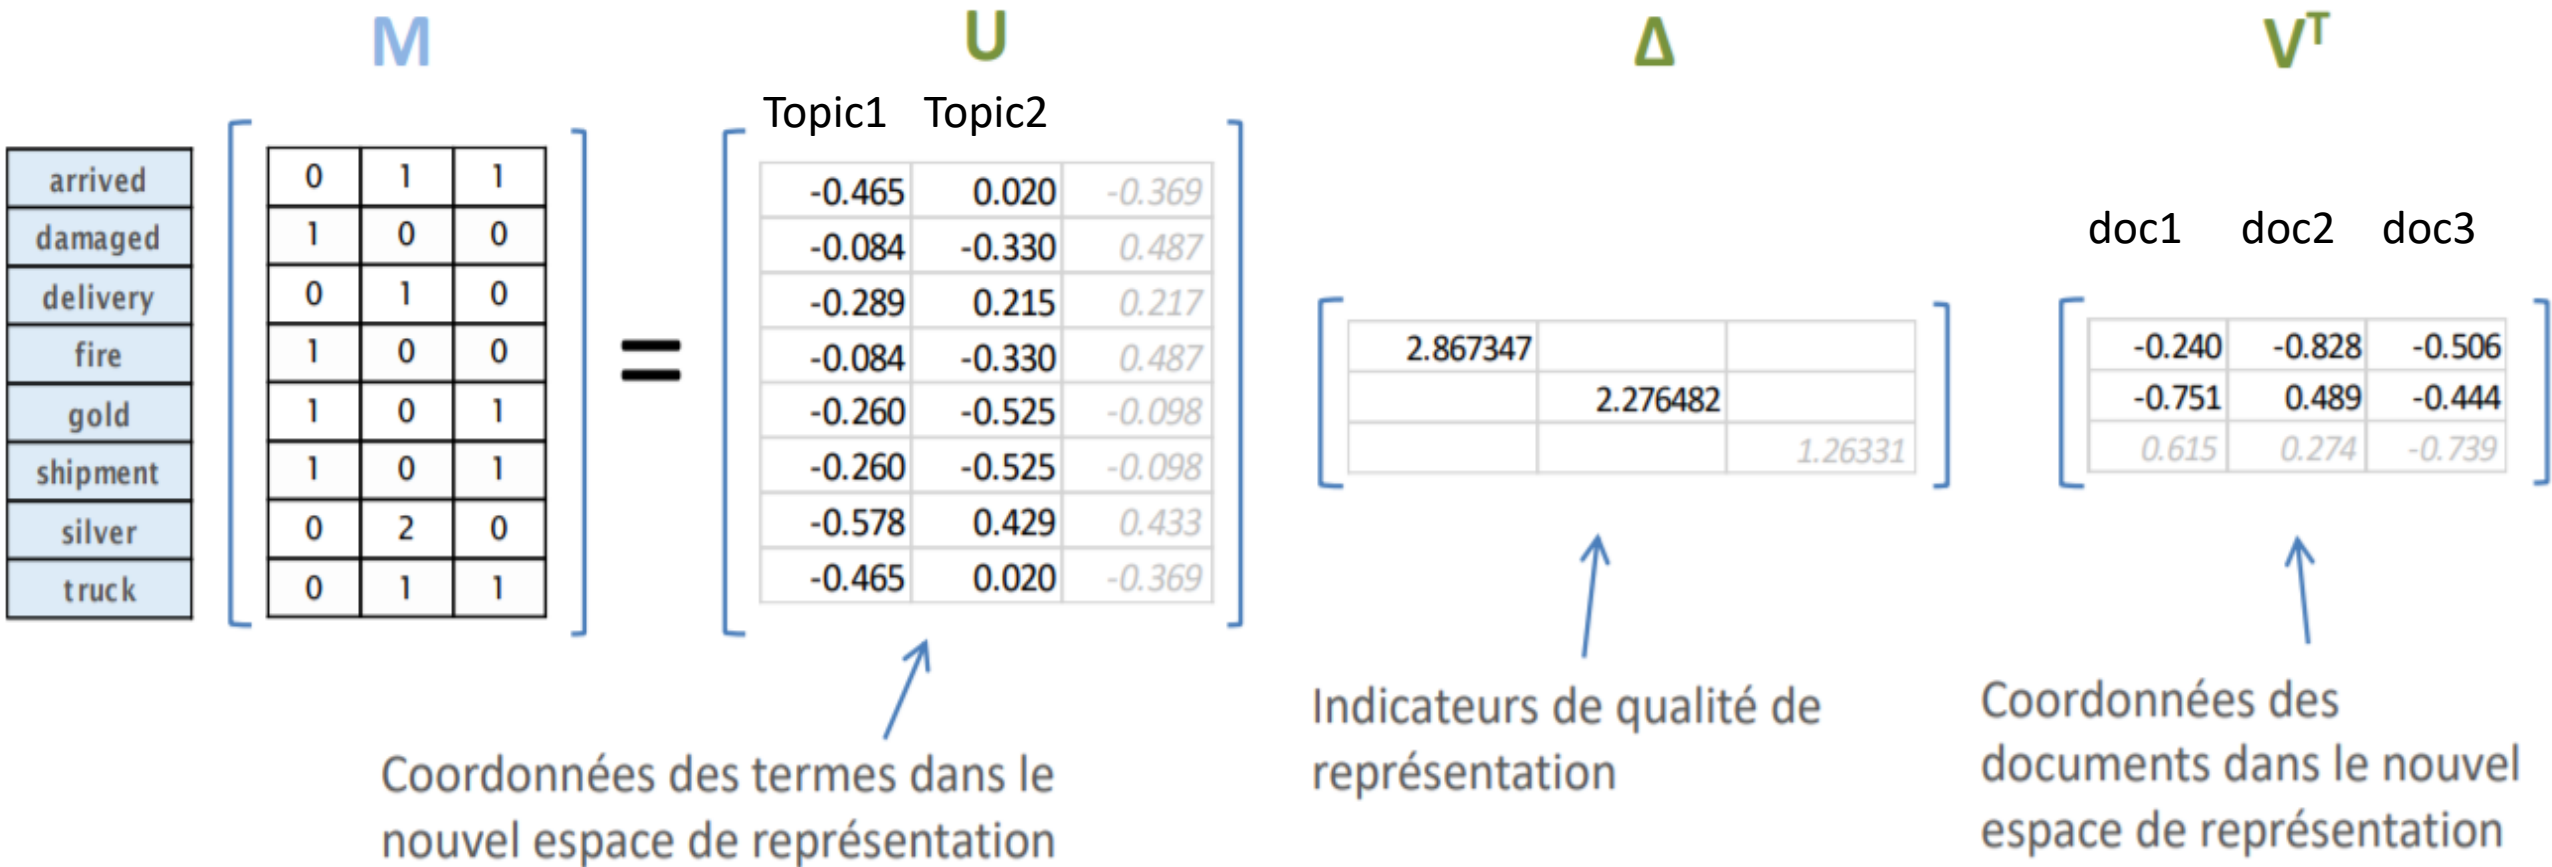 M U Δ Vᵀ
Topic1 Topic2
arrived 0 1 1 -0.465 0.020 -0.369
damaged 1 0 0 -0.084 -0.330 0.487
delivery 0 1 0 -0.289 0.215 0.217
fire 1 0 0 -0.084 -0.330 0.487
gold 1 0 1 -0.260 -0.525 -0.098
shipment 1 0 1 -0.260 -0.525 -0.098
silver 0 2 0 -0.578 0.429 0.433
truck 0 1 1 -0.465 0.020 -0.369
=
2.867347
2.276482
1.26331
doc1 doc2 doc3
-0.240 -0.828 -0.506
-0.751 0.489 -0.444
0.615 0.274 -0.739
Coordonnées des termes dans le
nouvel espace de représentation
Indicateurs de qualité de
représentation
Coordonnées des
documents dans le nouvel
espace de représentation